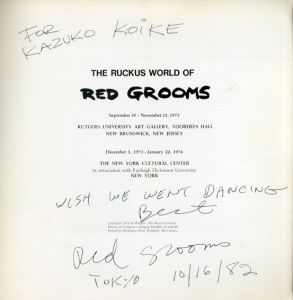 FOR
KAZUKO KOIKE
THE RUCKUS WORLD OF
RED GROOMS
September 30 - November 21, 1973
RUTGERS UNIVERSITY ART GALLERY, VOORHEES HALL
NEW BRUNSWICK, NEW JERSEY
December 5, 1973 - January 22, 1974
THE NEW YORK CULTURAL CENTER
in association with Fairleigh Dickinson University
NEW YORK
WISH WE WENT DANCING
Best
Red Grooms
TOKYO 10/16/82